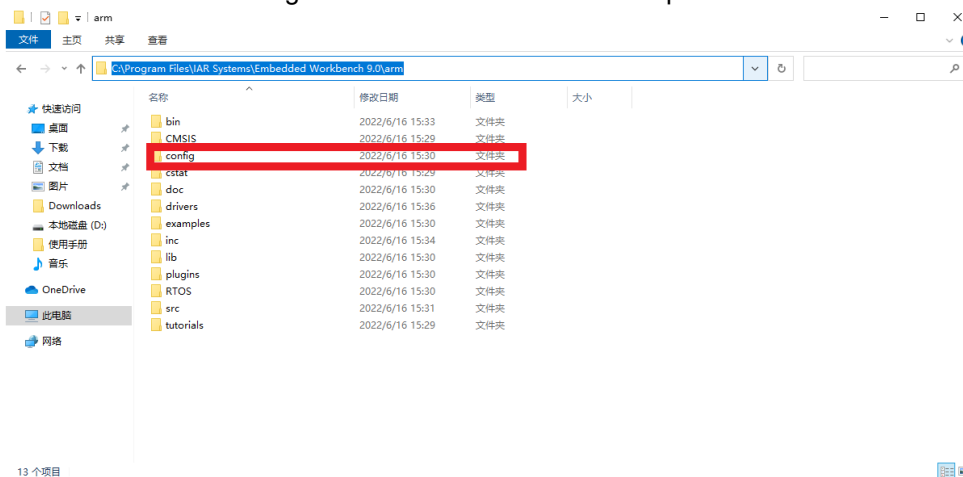 arm
文件 主页 共享 查看
C:\Program Files\IAR Systems\Embedded Workbench 9.0\arm
名称 修改日期 类型 大小
快速访问
桌面
下载
文档
图片
Downloads
本地磁盘 (D:)
使用手册
音乐
OneDrive
此电脑
网络
bin 2022/6/16 15:33 文件夹
CMSIS 2022/6/16 15:29 文件夹
config 2022/6/16 15:30 文件夹
cstat 2022/6/16 15:29 文件夹
doc 2022/6/16 15:30 文件夹
drivers 2022/6/16 15:36 文件夹
examples 2022/6/16 15:30 文件夹
inc 2022/6/16 15:34 文件夹
lib 2022/6/16 15:30 文件夹
plugins 2022/6/16 15:30 文件夹
RTOS 2022/6/16 15:30 文件夹
src 2022/6/16 15:31 文件夹
tutorials 2022/6/16 15:29 文件夹
13 个项目